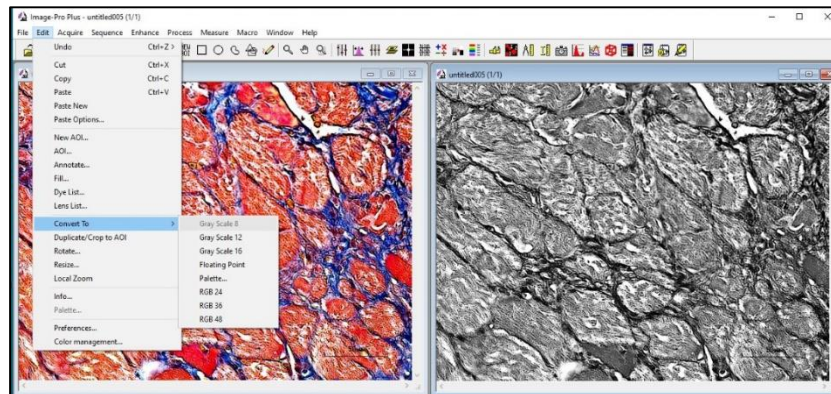 Image-Pro Plus - untitled005 (1/1)
File Edit Acquire Sequence Enhance Process Measure Macro Window Help
Undo Ctrl+Z
Cut Ctrl+X
Copy Ctrl+C
Paste Ctrl+V
Paste New
Paste Options...
New AOI...
AOI...
Annotate...
Fill...
Dye List...
Lens List...
Convert To
Duplicate/Crop to AOI
Rotate...
Resize...
Local Zoom
Info...
Palette...
Preferences...
Color management...
Gray Scale 8
Gray Scale 12
Gray Scale 16
Floating Point
Palette...
RGB 24
RGB 36
RGB 48
untitled005 (1/1)